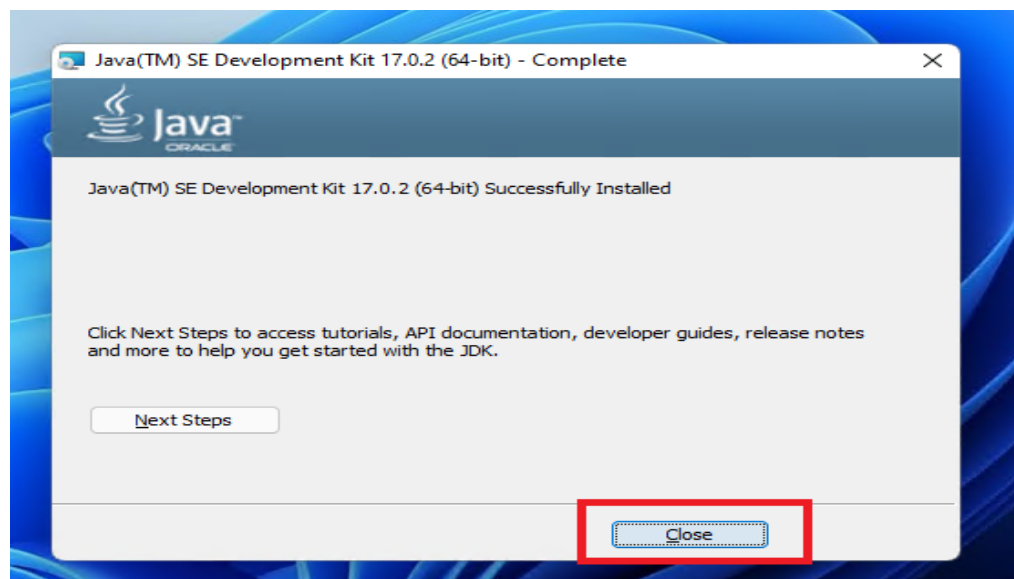 Java(TM) SE Development Kit 17.0.2 (64-bit) - Complete
Java™
ORACLE
Java(TM) SE Development Kit 17.0.2 (64-bit) Successfully Installed
Click Next Steps to access tutorials, API documentation, developer guides, release notes
and more to help you get started with the JDK.
Next Steps
Close